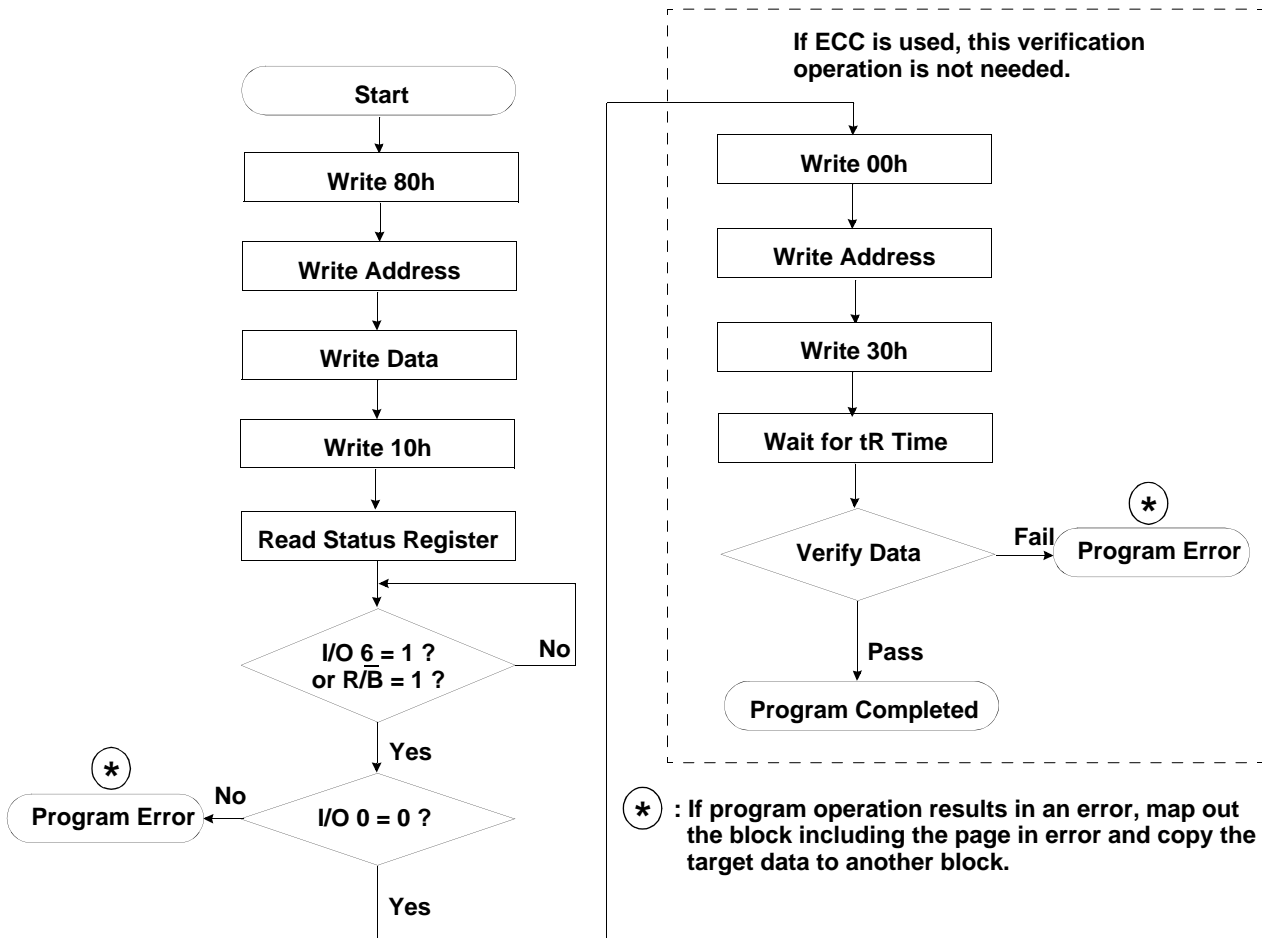 Start
Write 80h
Write Address
Write Data
Write 10h
Read Status Register
I/O 6 = 1 ?
or R/B̅ = 1 ?
No
Yes
*
No
Program Error
I/O 0 = 0 ?
Yes
If ECC is used, this verification
operation is not needed.
Write 00h
Write Address
Write 30h
Wait for tR Time
*
Verify Data
Fail
Program Error
Pass
Program Completed
* : If program operation results in an error, map out
the block including the page in error and copy the
target data to another block.